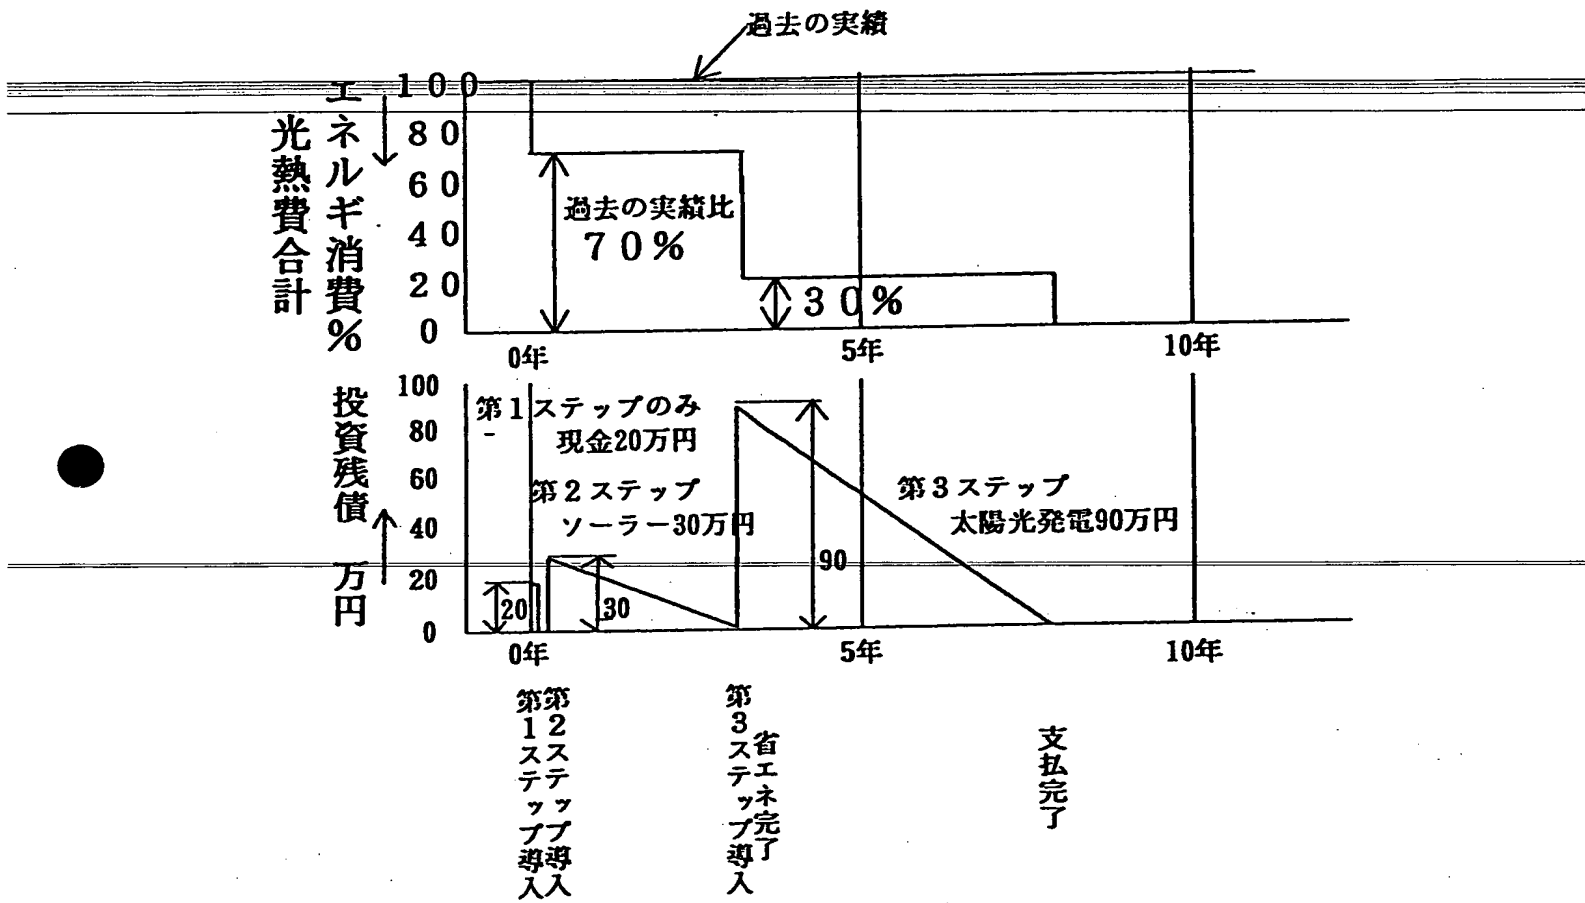 過去の実績
エネルギ消費%
光熱費合計
100
80
60
40
20
0
過去の実績比
70%
30%
0年
5年
10年
投資残債 万円
100
80
60
40
20
0
第1ステップのみ
現金20万円
第2ステップ
ソーラー30万円
第3ステップ
太陽光発電90万円
20
30
90
0年
5年
10年
第1ステップ導入
第2ステップ導入
第3ステップ導入
省エネ完了
支払完了